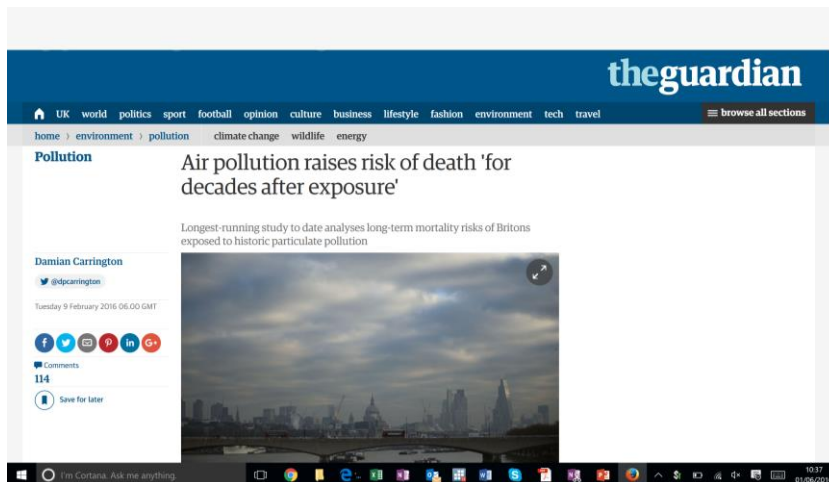 theguardian
UK world politics sport football opinion culture business lifestyle fashion environment tech travel browse all sections
home › environment › pollution climate change wildlife energy
Pollution
Air pollution raises risk of death 'for
decades after exposure'
Longest-running study to date analyses long-term mortality risks of Britons
exposed to historic particulate pollution
Damian Carrington
@dpcarrington
Tuesday 9 February 2016 06.00 GMT
Comments
114
Save for later
I'm Cortana. Ask me anything.
10:37